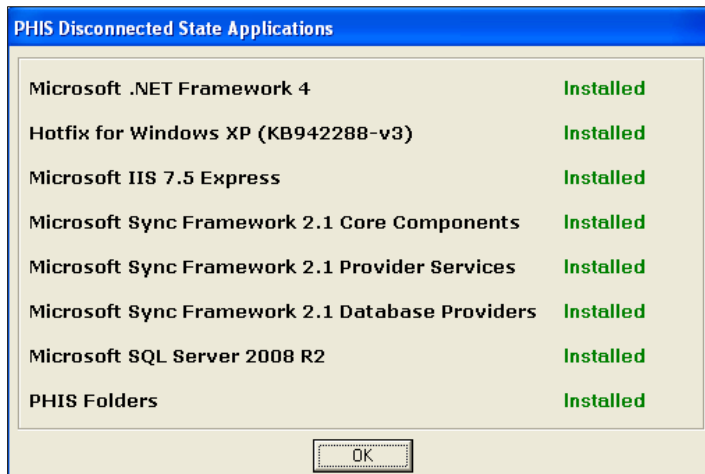 PHIS Disconnected State Applications
Microsoft .NET Framework 4 Installed
Hotfix for Windows XP (KB942288-v3) Installed
Microsoft IIS 7.5 Express Installed
Microsoft Sync Framework 2.1 Core Components Installed
Microsoft Sync Framework 2.1 Provider Services Installed
Microsoft Sync Framework 2.1 Database Providers Installed
Microsoft SQL Server 2008 R2 Installed
PHIS Folders Installed
OK